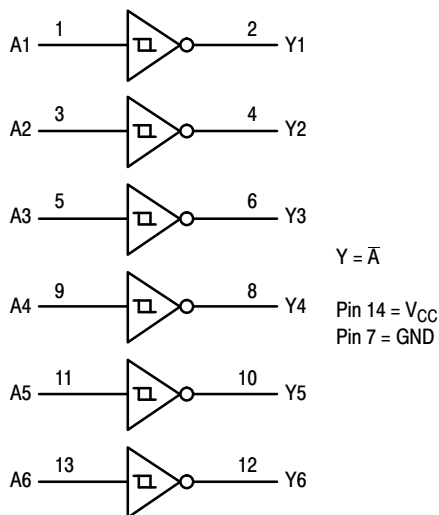 A1 1 2 Y1
A2 3 4 Y2
A3 5 6 Y3
Y = A̅
A4 9 8 Y4
Pin 14 = VCC
Pin 7 = GND
A5 11 10 Y5
A6 13 12 Y6